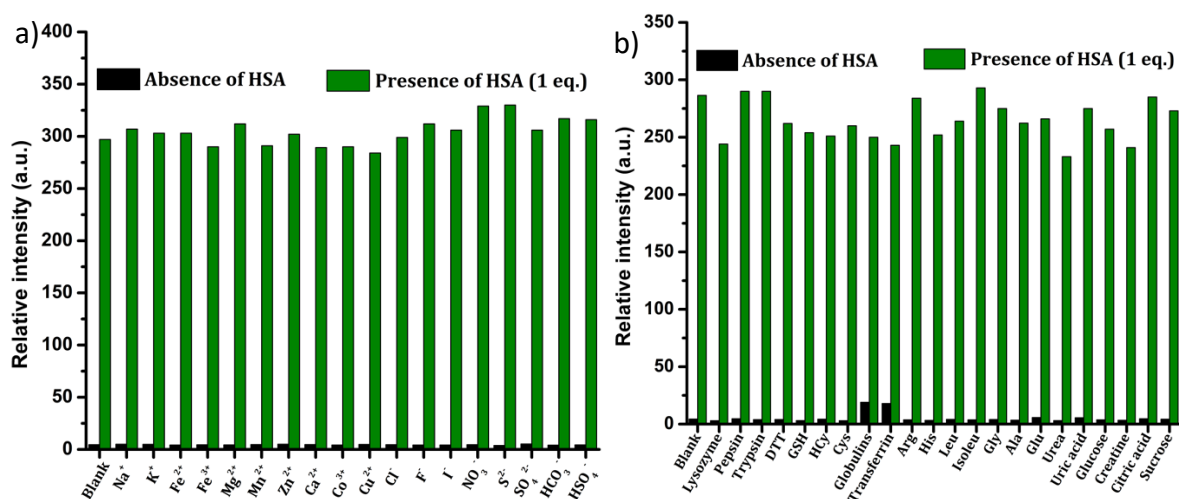 a)
Relative intensity (a.u.)
400
350
300
250
200
150
100
50
0
Absence of HSA
Presence of HSA (1 eq.)
Blank
Na⁺
K⁺
Fe²⁺
Fe³⁺
Mg²⁺
Mn²⁺
Zn²⁺
Ca²⁺
Co³⁺
Cu²⁺
Cl⁻
F⁻
I⁻
NO₃⁻
S²⁻
SO₄²⁻
HCO₃⁻
HSO₄⁻
b)
Relative intensity (a.u.)
350
300
250
200
150
100
50
0
Absence of HSA
Presence of HSA (1 eq.)
Blank
Lysozyme
Pepsin
Trypsin
DTT
GSH
HCy
Cys
Globulins
Transferrin
Arg
His
Leu
Isoleu
Gly
Ala
Glu
Urea
Uric acid
Glucose
Creatine
Citric acid
Sucrose